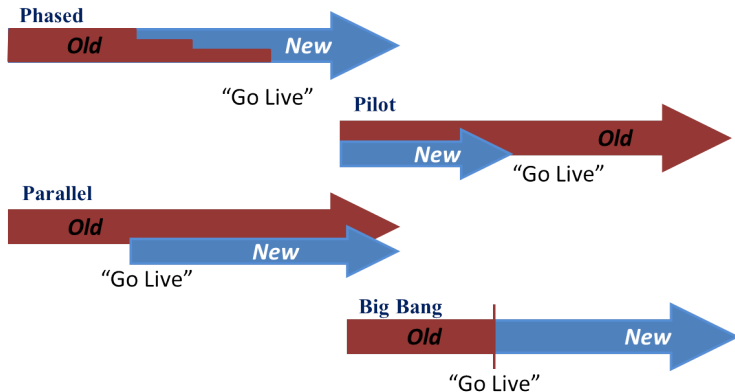 Phased
Old
New
“Go Live”
Pilot
Old
New
“Go Live”
Parallel
Old
New
“Go Live”
Big Bang
Old
New
“Go Live”